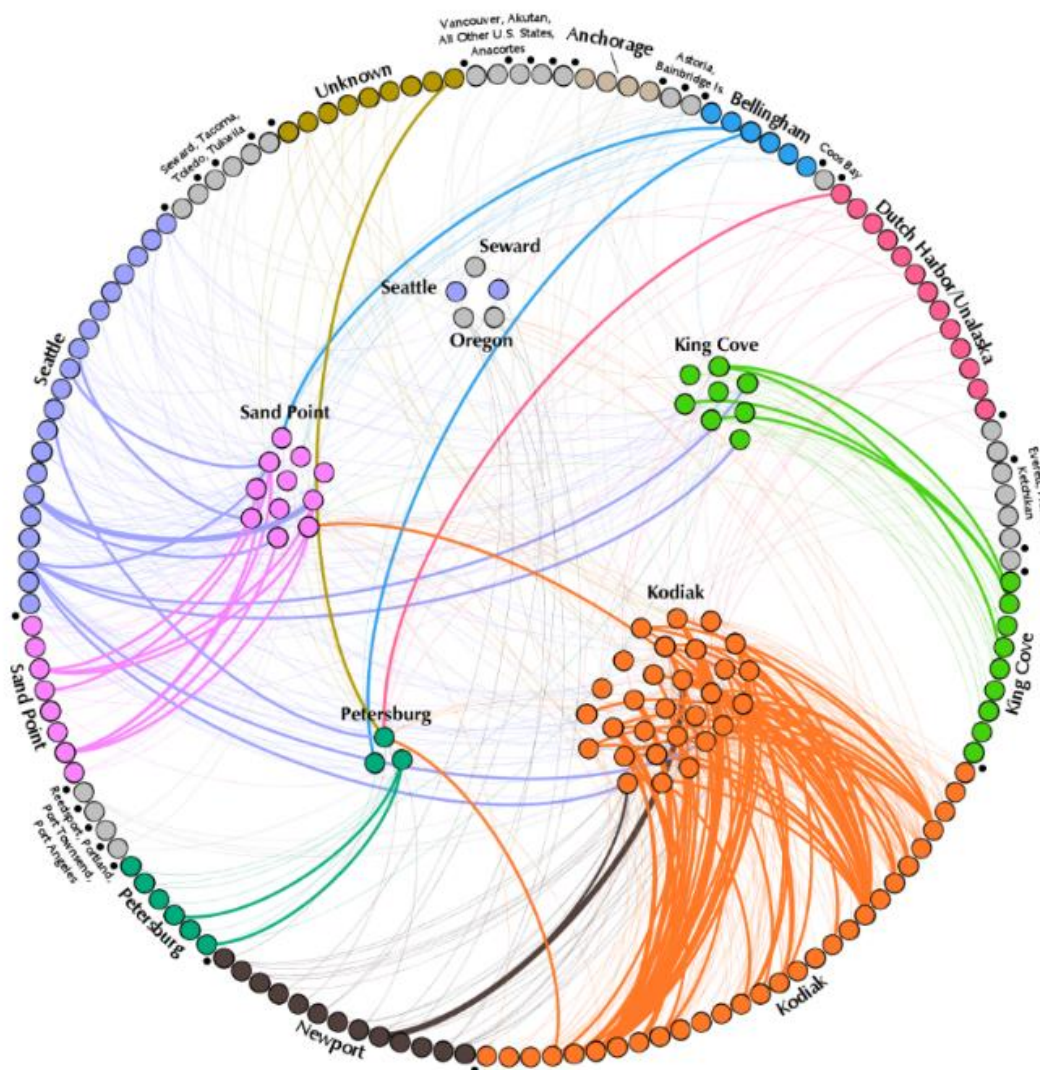 Vancouver, Akutan,
All Other U.S. States,
Anacortes
Anchorage
Astoria,
Bainbridge Is.
Bellingham
Coos Bay
Dutch Harbor/Unalaska
Everett,
Ketchikan
King Cove
Kodiak
Newport
Petersburg
Reedsport, Portland,
Port Townsend,
Port Angeles
Sand Point
Seattle
Seward, Tacoma,
Toledo, Tukwila
Unknown
Seward
Seattle
Oregon
King Cove
Sand Point
Kodiak
Petersburg